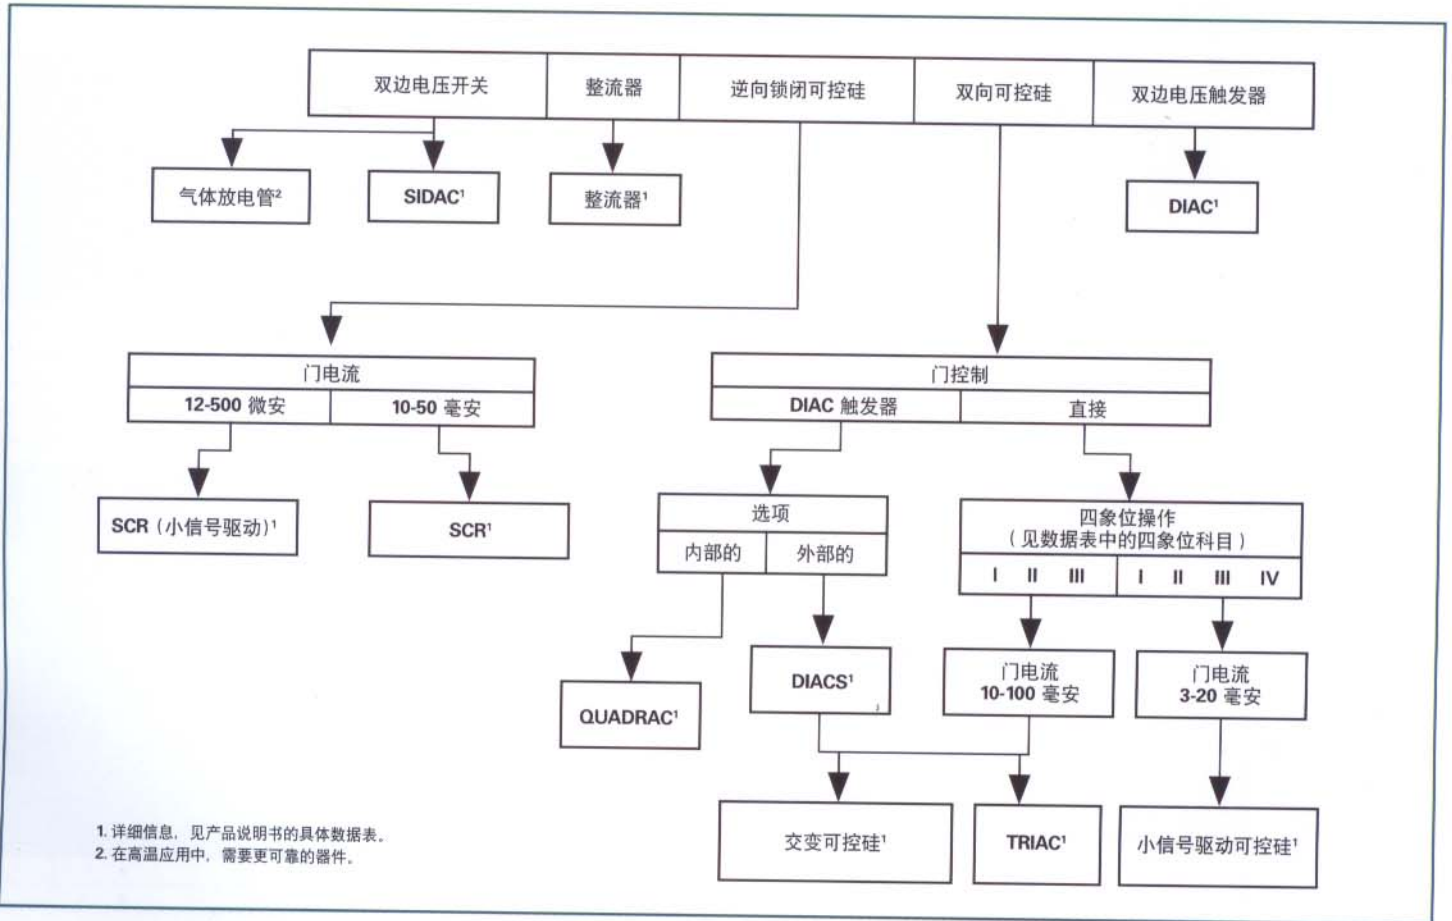 双边电压开关 整流器 逆向锁闭可控硅 双向可控硅 双边电压触发器
气体放电管²
SIDAC¹
整流器¹
DIAC¹
门电流
12-500 微安 10-50 毫安
门控制
DIAC 触发器 直接
SCR（小信号驱动）¹
SCR¹
选项
内部的 外部的
四象位操作
（见数据表中的四象位科目）
I II III I II III IV
QUADRAC¹
DIACS¹
门电流
10-100 毫安
门电流
3-20 毫安
交变可控硅¹
TRIAC¹
小信号驱动可控硅¹
1. 详细信息，见产品说明书的具体数据表。
2. 在高温应用中，需要更可靠的器件。